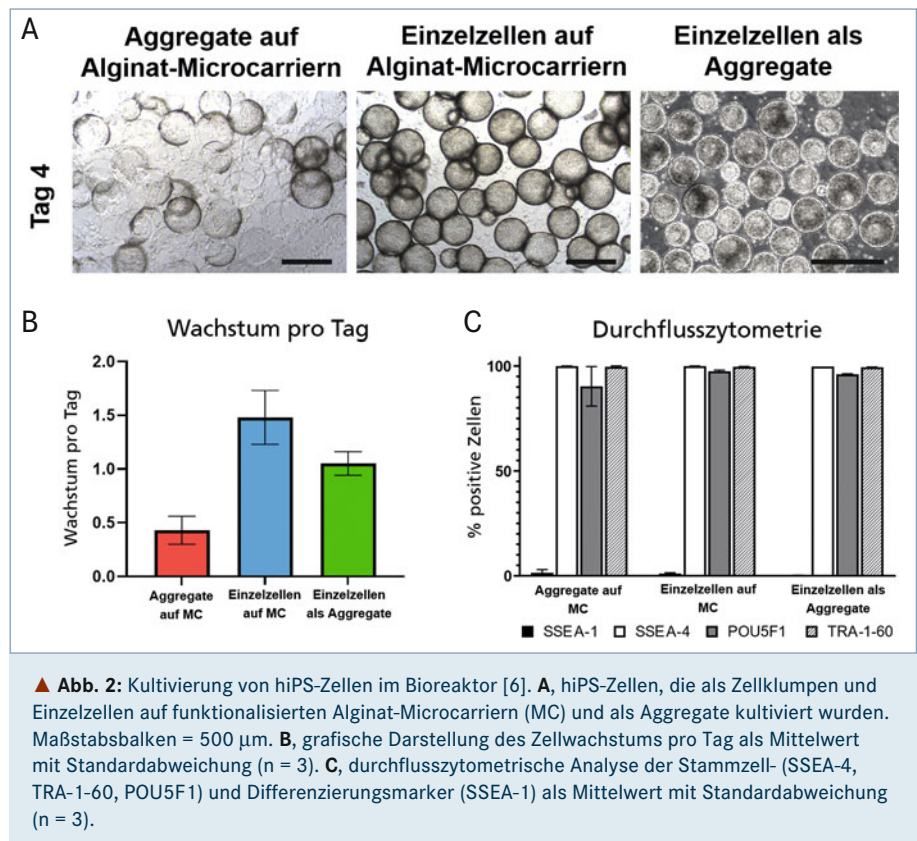 A
Aggregate auf
Alginat-Microcarriern
Einzelzellen auf
Alginat-Microcarriern
Einzelzellen als
Aggregate
Tag 4
B
Wachstum pro Tag
Wachstum pro Tag
2.0
1.5
1.0
0.5
0.0
Aggregate
auf MC
Einzelzellen
auf MC
Einzelzellen
als Aggregate
C
Durchflusszytometrie
% positive Zellen
100
50
0
Aggregate auf
MC
Einzelzellen auf
MC
Einzelzellen als
Aggregate
SSEA-1 SSEA-4 POU5F1 TRA-1-60
▲ Abb. 2: Kultivierung von hiPS-Zellen im Bioreaktor [6]. A, hiPS-Zellen, die als Zellklumpen und
Einzelzellen auf funktionalisierten Alginat-Microcarriern (MC) und als Aggregate kultiviert wurden.
Maßstabsbalken = 500 µm. B, grafische Darstellung des Zellwachstums pro Tag als Mittelwert
mit Standardabweichung (n = 3). C, durchflusszytometrische Analyse der Stammzell- (SSEA-4,
TRA-1-60, POU5F1) und Differenzierungsmarker (SSEA-1) als Mittelwert mit Standardabweichung
(n = 3).